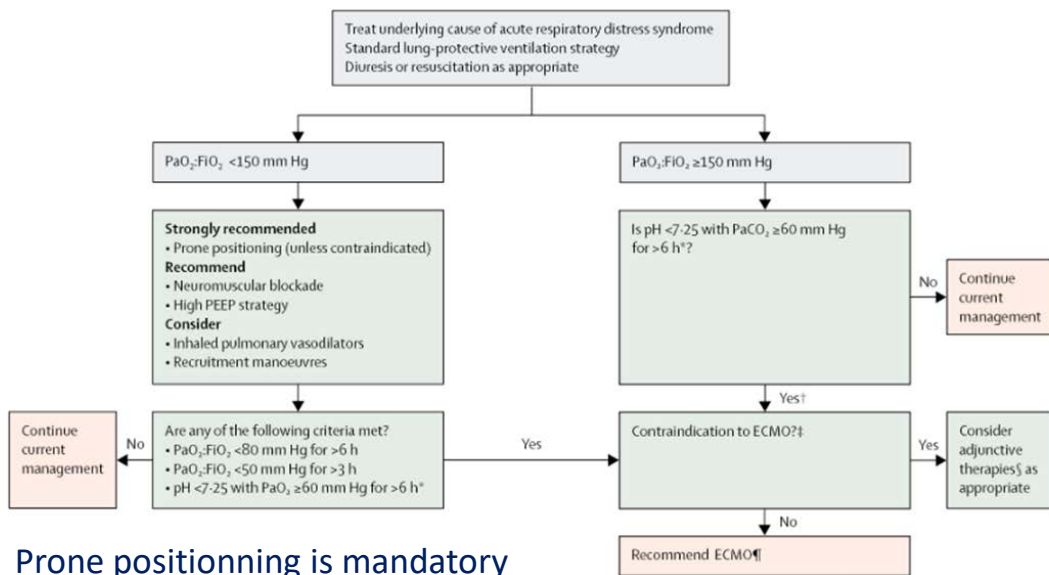 Treat underlying cause of acute respiratory distress syndrome
Standard lung-protective ventilation strategy
Diuresis or resuscitation as appropriate
PaO₂:FiO₂ <150 mm Hg
PaO₂:FiO₂ ≥150 mm Hg
Strongly recommended
• Prone positioning (unless contraindicated)
Recommend
• Neuromuscular blockade
• High PEEP strategy
Consider
• Inhaled pulmonary vasodilators
• Recruitment manoeuvres
Is pH <7·25 with PaCO₂ ≥60 mm Hg
for >6 h*?
No
Continue
current
management
Yes†
Continue
current
management
No
Are any of the following criteria met?
• PaO₂:FiO₂ <80 mm Hg for >6 h
• PaO₂:FiO₂ <50 mm Hg for >3 h
• pH <7·25 with PaO₂ ≥60 mm Hg for >6 h*
Yes
Contraindication to ECMO?‡
Yes
Consider
adjunctive
therapies§ as
appropriate
No
Recommend ECMO¶
Prone positionning is mandatory